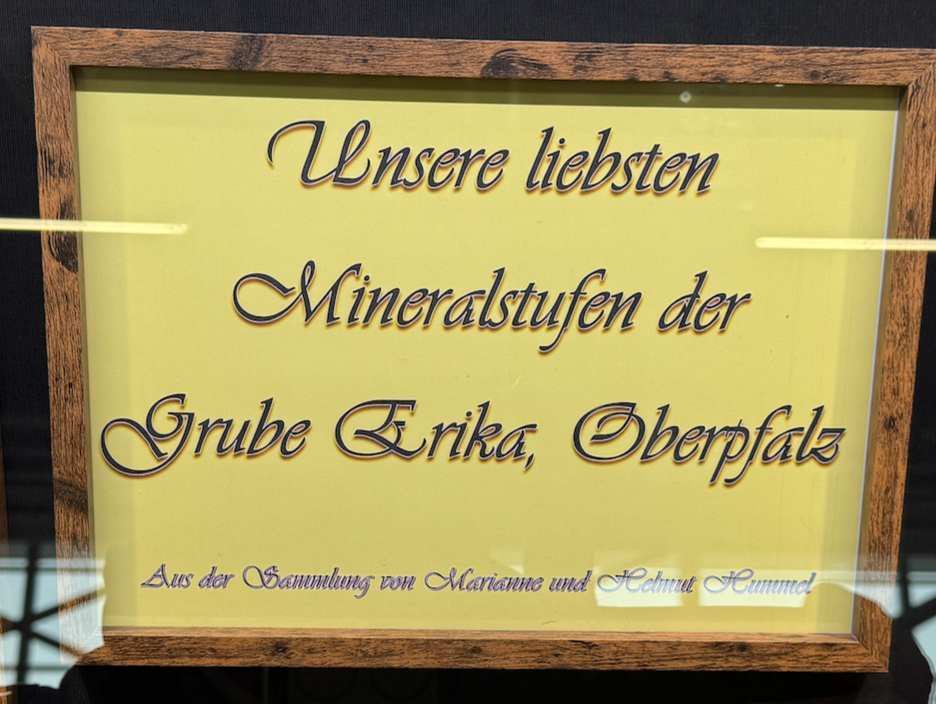 Unsere liebsten
Mineralstufen der
Grube Erika, Oberpfalz
Aus der Sammlung von Marianne und Helmut Hummel